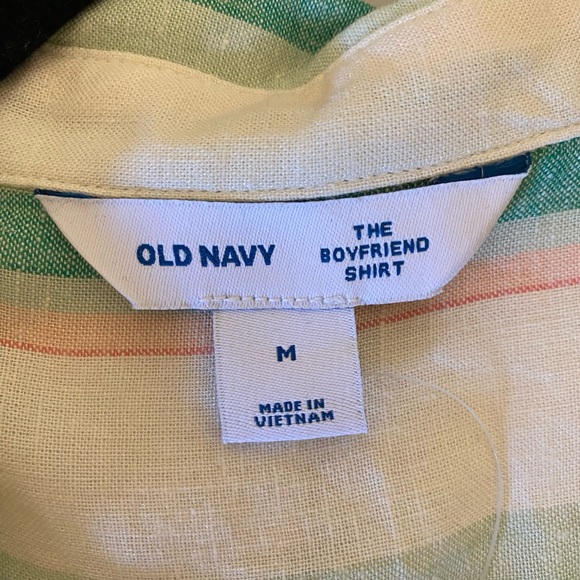 OLD NAVY
THE
BOYFRIEND
SHIRT
M
MADE IN
VIETNAM